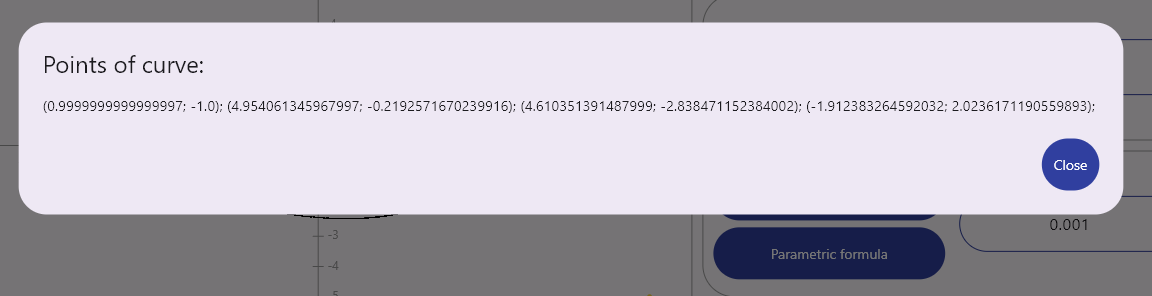 Points of curve:
(0.9999999999999997; -1.0); (4.954061345967997; -0.2192571670239916); (4.610351391487999; -2.838471152384002); (-1.912383264592032; 2.0236171190559893);
Close
-3
0.001
Parametric formula
-4